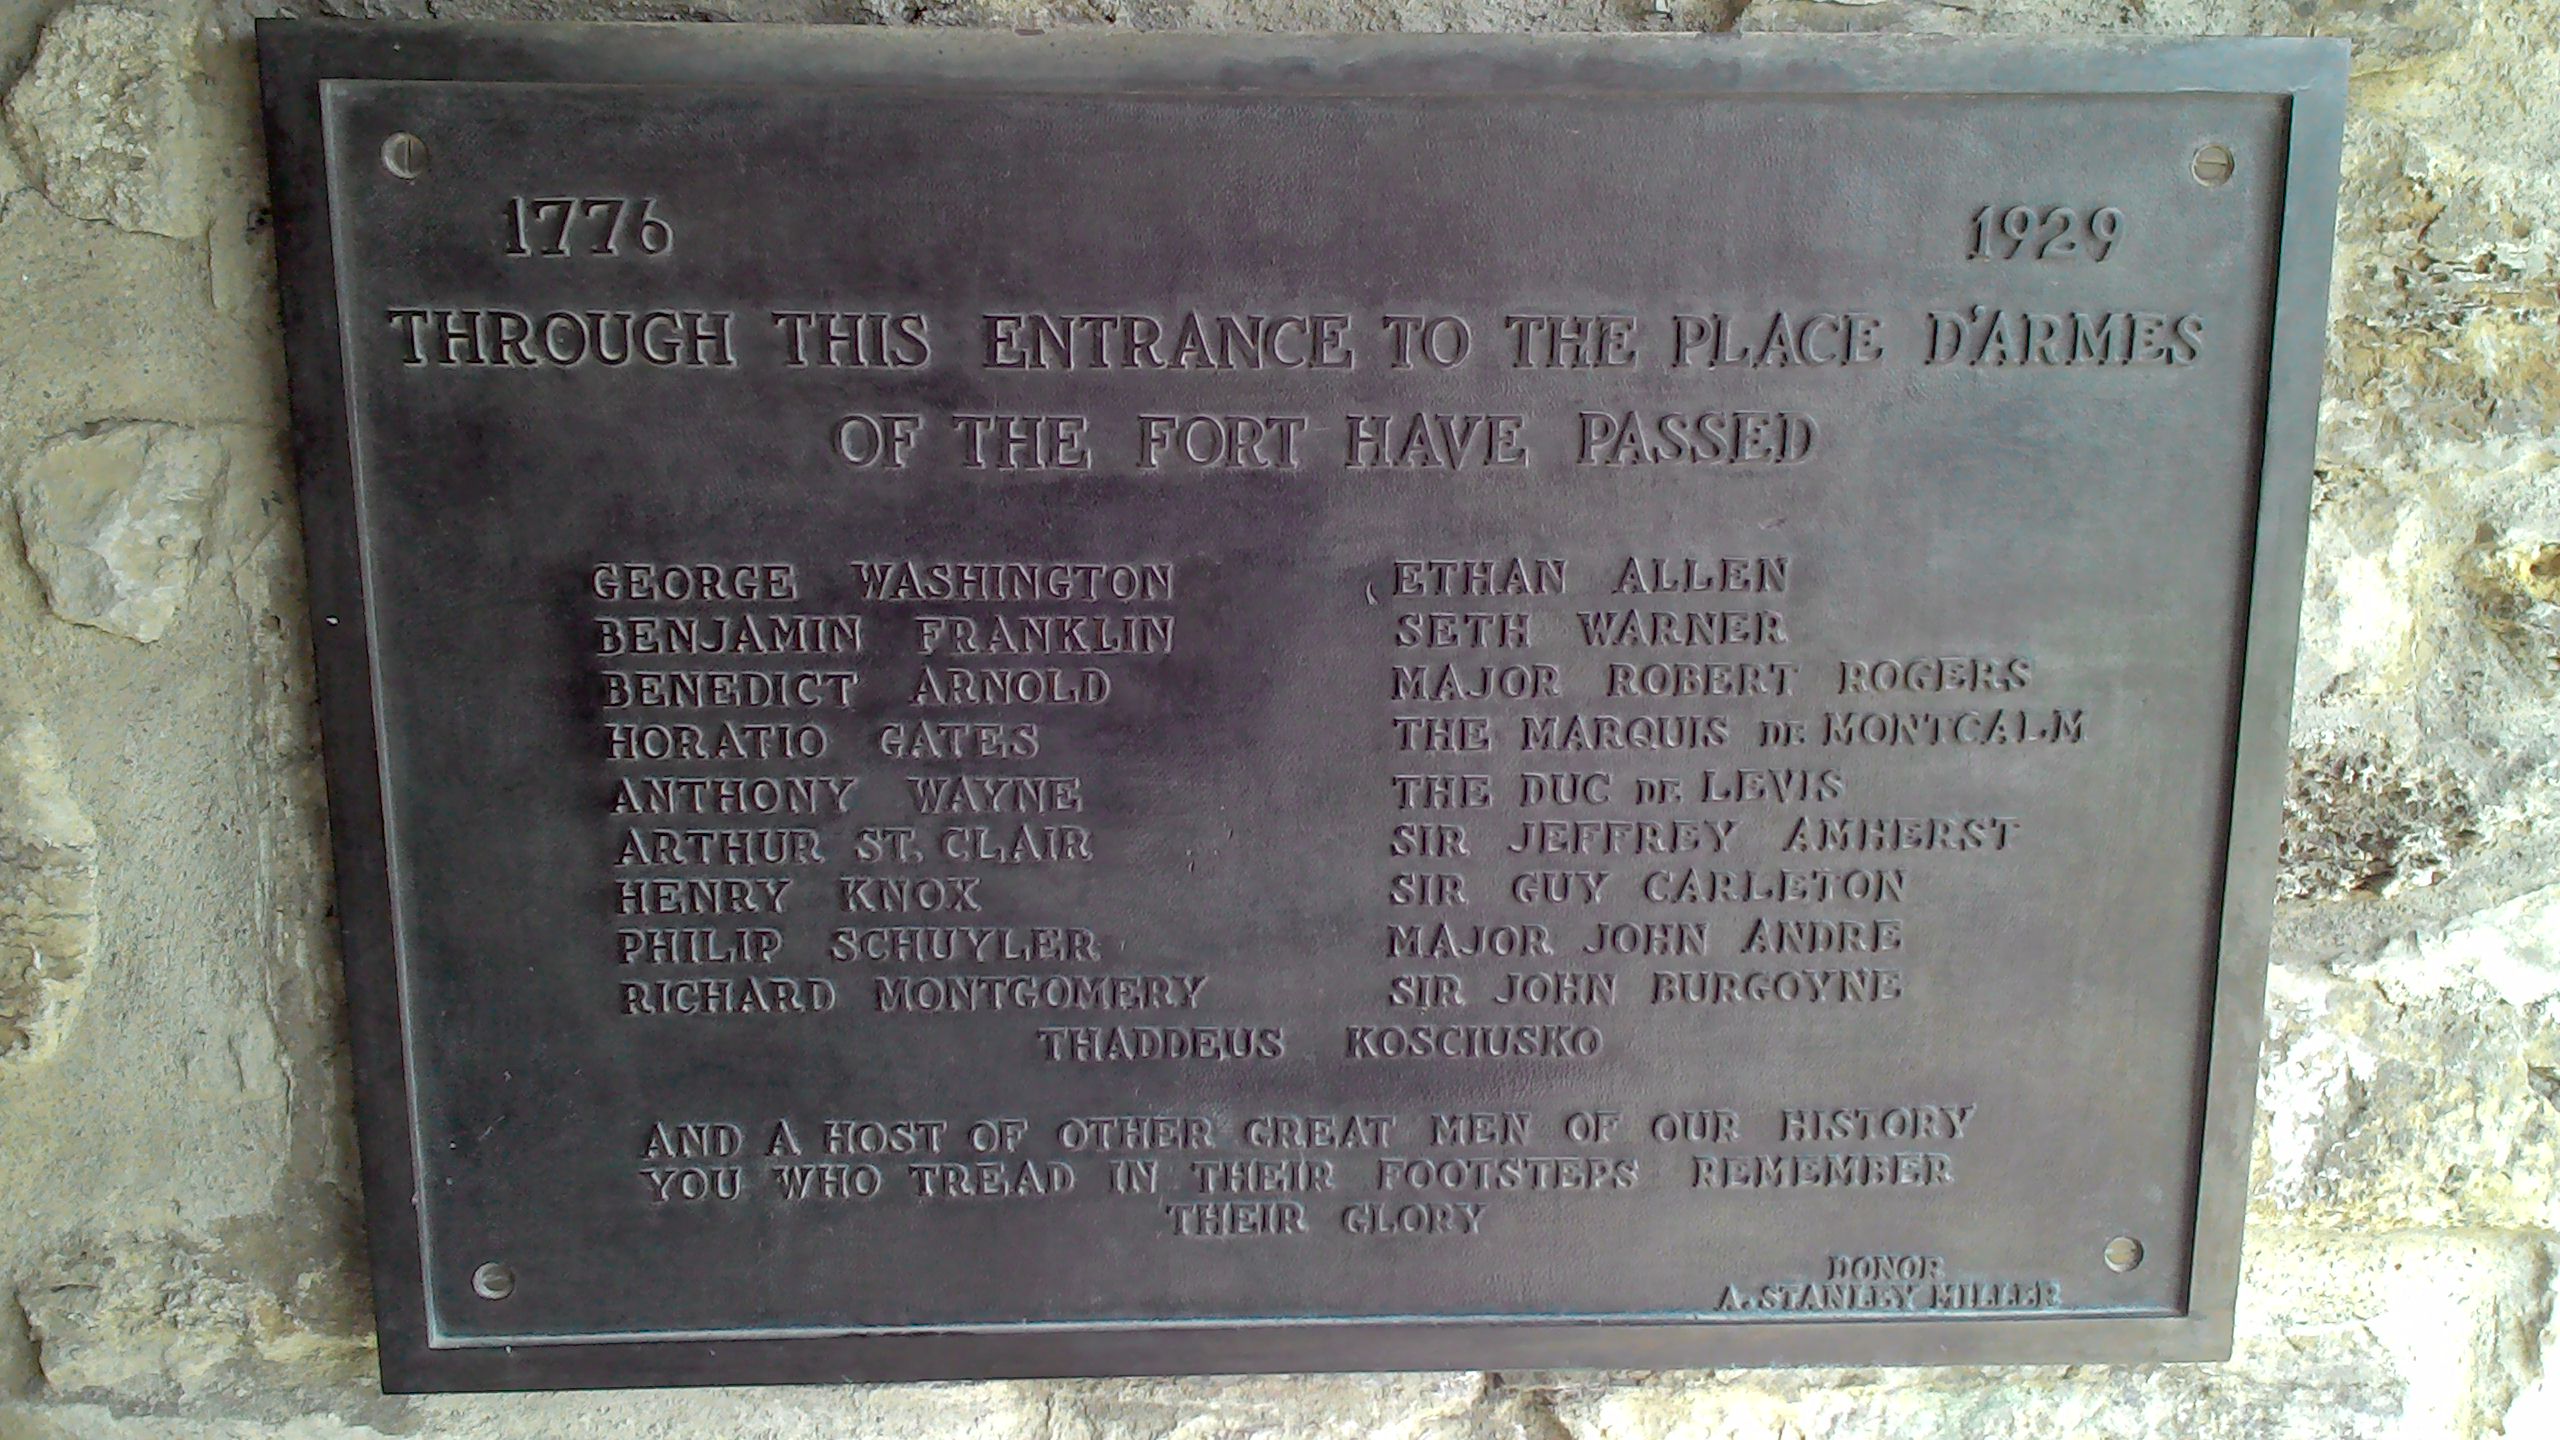 1776 1929
THROUGH THIS ENTRANCE TO THE PLACE D'ARMES
OF THE FORT HAVE PASSED
GEORGE WASHINGTON
BENJAMIN FRANKLIN
BENEDICT ARNOLD
HORATIO GATES
ANTHONY WAYNE
ARTHUR ST. CLAIR
HENRY KNOX
PHILIP SCHUYLER
RICHARD MONTGOMERY
ETHAN ALLEN
SETH WARNER
MAJOR ROBERT ROGERS
THE MARQUIS DE MONTCALM
THE DUC DE LEVIS
SIR JEFFREY AMHERST
SIR GUY CARLETON
MAJOR JOHN ANDRE
SIR JOHN BURGOYNE
THADDEUS KOSCIUSKO
AND A HOST OF OTHER GREAT MEN OF OUR HISTORY
YOU WHO TREAD IN THEIR FOOTSTEPS REMEMBER
THEIR GLORY
DONOR
A. STANLEY MILLER